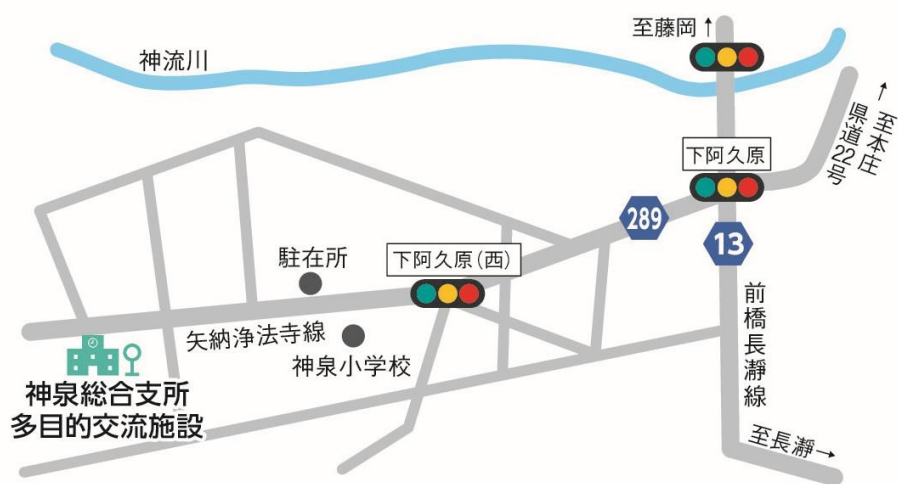 至藤岡↑
神流川
↑至本庄
県道22号
下阿久原
289
13
駐在所
下阿久原(西)
矢納浄法寺線
神泉小学校
前橋長瀞線
神泉総合支所
多目的交流施設
至長瀞→